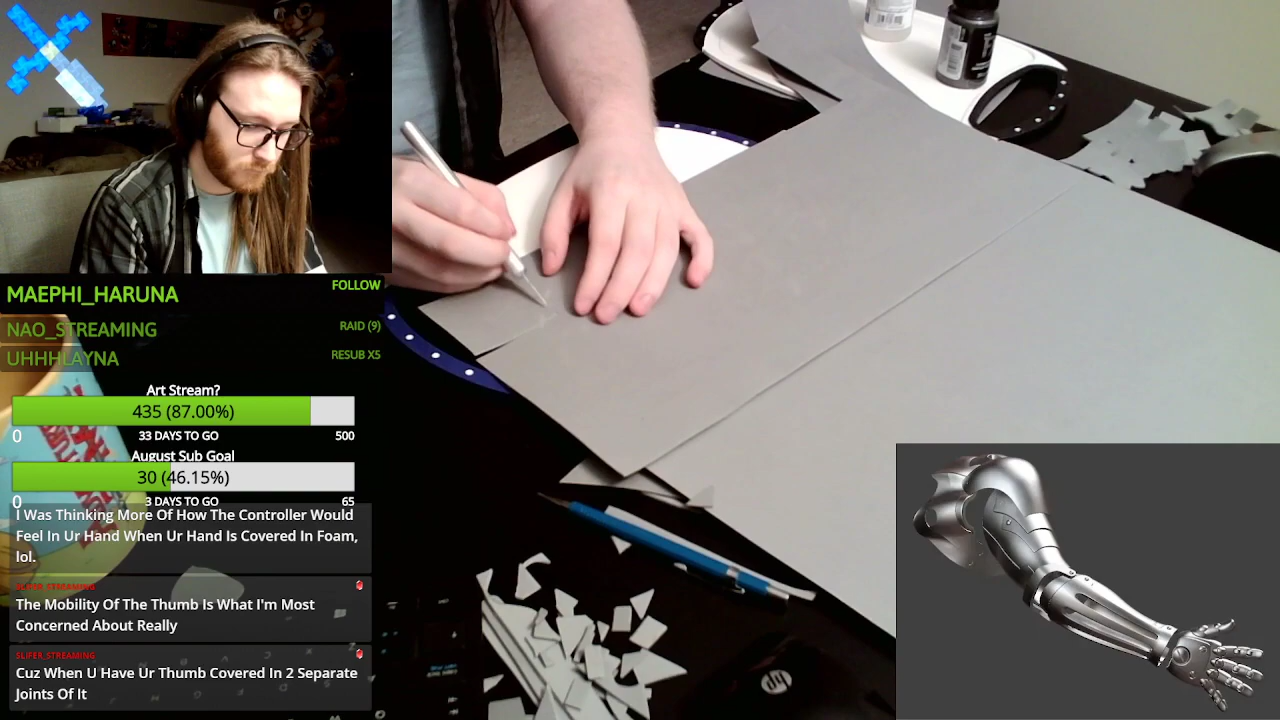 MAEPHI_HARUNA
FOLLOW
NAO_STREAMING
RAID (9)
UHHHLAYNA
RESUB X5
Art Stream?
435 (87.00%)
0
33 DAYS TO GO
500
August Sub Goal
30 (46.15%)
0
3 DAYS TO GO
65
I Was Thinking More Of How The Controller Would
Feel In Ur Hand When Ur Hand Is Covered In Foam,
lol.
SLIFER_STREAMING
The Mobility Of The Thumb Is What I'm Most
Concerned About Really
SLIFER_STREAMING
Cuz When U Have Ur Thumb Covered In 2 Separate
Joints Of It
hp